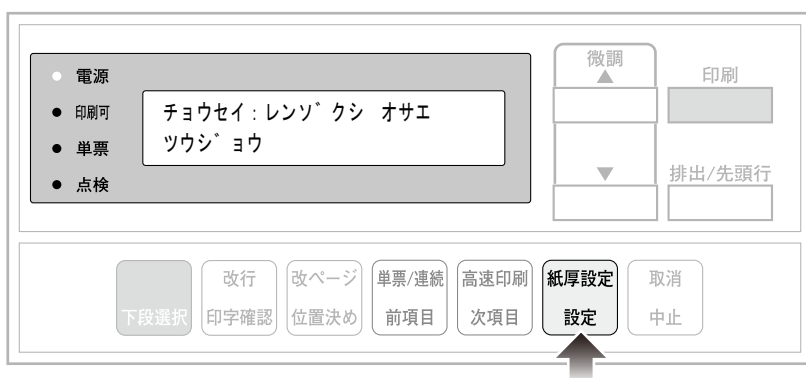 電源
印刷可
単票
点検
チョウセイ：レンゾクシ オサエ
ツウジョウ
微調
▲
▼
印刷
排出/先頭行
下段選択
改行
印字確認
改ページ
位置決め
単票/連続
前項目
高速印刷
次項目
紙厚設定
設定
取消
中止